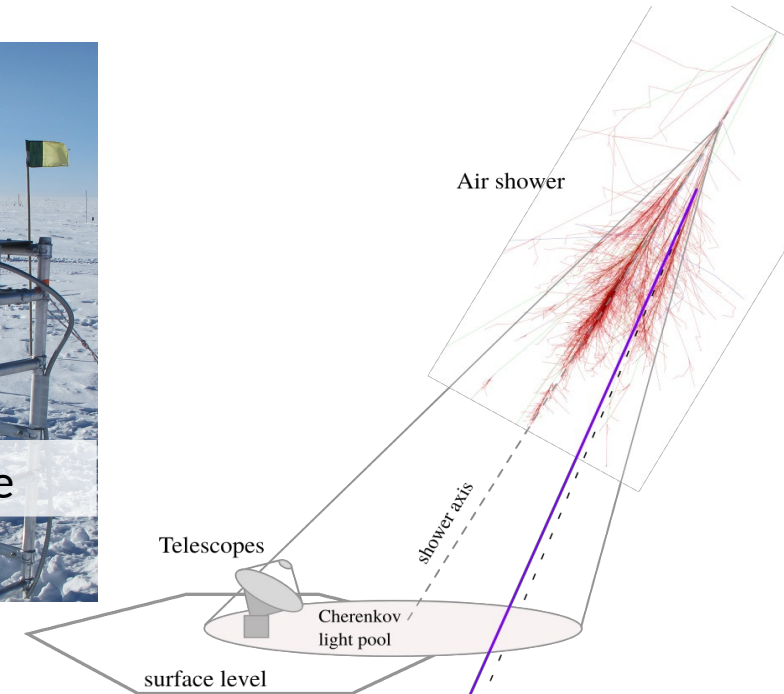 Air shower
shower axis
Telescopes
Cherenkov
light pool
surface level
e